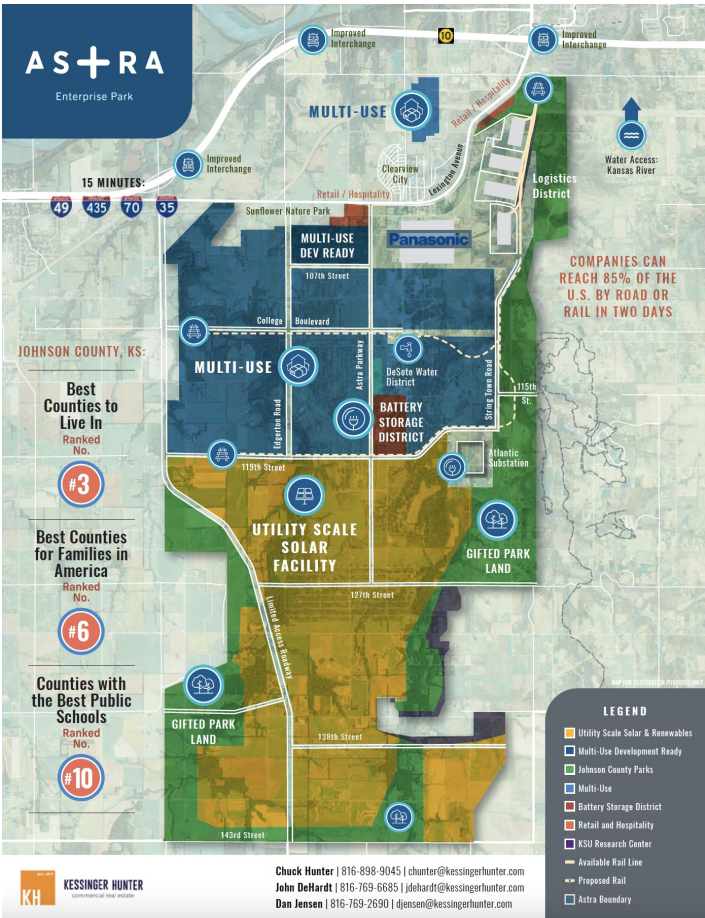 ASTRA
Enterprise Park
Improved
Interchange
10
Improved
Interchange
MULTI-USE
Retail / Hospitality
Water Access:
Kansas River
Improved
Interchange
Clearview
City
Lexington Avenue
Logistics
District
15 MINUTES:
49
435
70
35
Retail / Hospitality
Sunflower Nature Park
MULTI-USE
DEV READY
Panasonic
107th Street
COMPANIES CAN
REACH 85% OF THE
U.S. BY ROAD OR
RAIL IN TWO DAYS
College Boulevard
JOHNSON COUNTY, KS:
MULTI-USE
Edgerton Road
Astra Parkway
DeSoto Water
District
String Town Road
115th
St.
BATTERY
STORAGE
DISTRICT
Atlantic
Substation
119th Street
Best
Counties to
Live In
Ranked
No.
#3
UTILITY SCALE
SOLAR
FACILITY
GIFTED PARK
LAND
Best Counties
for Families in
America
Ranked
No.
#6
127th Street
Limited Access Roadway
Counties with
the Best Public
Schools
Ranked
No.
#10
GIFTED PARK
LAND
138th Street
143rd Street
MAP FOR ILLUSTRATION PURPOSES ONLY
LEGEND
Utility Scale Solar & Renewables
Multi-Use Development Ready
Johnson County Parks
Multi-Use
Battery Storage District
Retail and Hospitality
KSU Research Center
Available Rail Line
Proposed Rail
Astra Boundary
KH
KESSINGER HUNTER
commercial real estate
Chuck Hunter | 816-898-9045 | chunter@kessingerhunter.com
John DeHardt | 816-769-6685 | jdehardt@kessingerhunter.com
Dan Jensen | 816-769-2690 | djensen@kessingerhunter.com